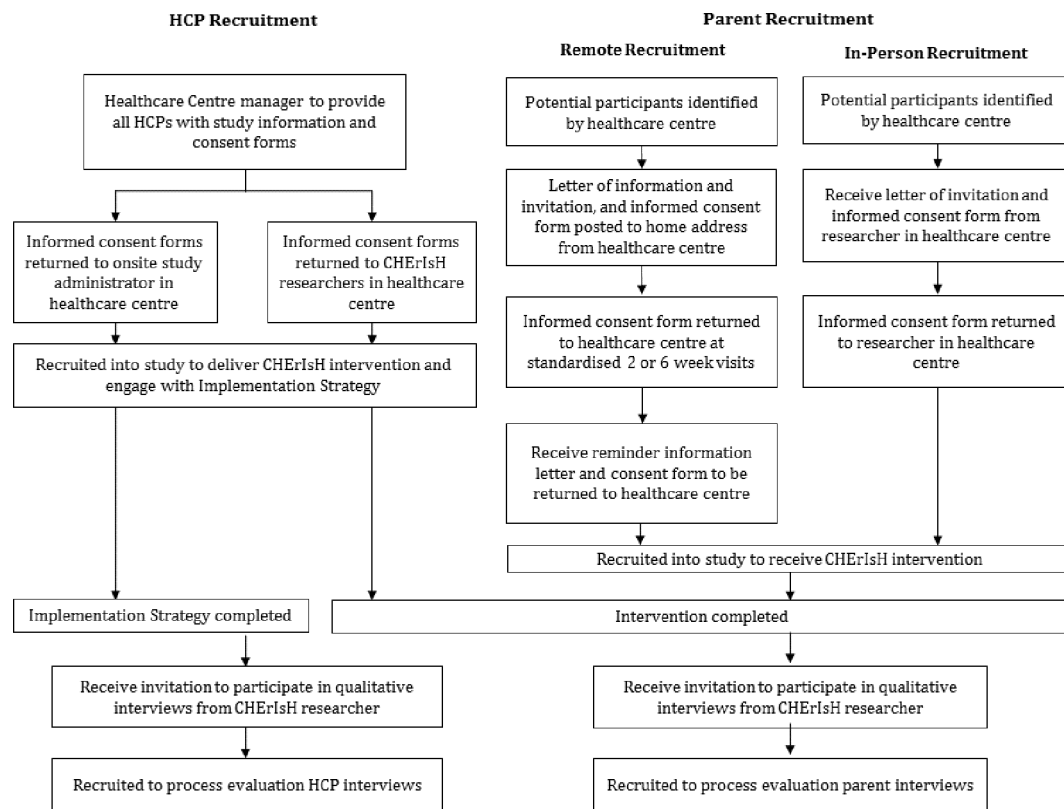 HCP Recruitment
Healthcare Centre manager to provide
all HCPs with study information and
consent forms
Informed consent forms
returned to onsite study
administrator in
healthcare centre
Informed consent forms
returned to CHErIsH
researchers in healthcare
centre
Recruited into study to deliver CHErIsH intervention and
engage with Implementation Strategy
Parent Recruitment
Remote Recruitment
Potential participants identified
by healthcare centre
Letter of information and
invitation, and informed consent
form posted to home address
from healthcare centre
Informed consent form returned
to healthcare centre at
standardised 2 or 6 week visits
Receive reminder information
letter and consent form to be
returned to healthcare centre
In-Person Recruitment
Potential participants identified
by healthcare centre
Receive letter of invitation and
informed consent form from
researcher in healthcare centre
Informed consent form returned
to researcher in healthcare
centre
Recruited into study to receive CHErIsH intervention
Implementation Strategy completed
Intervention completed
Receive invitation to participate in qualitative
interviews from CHErIsH researcher
Recruited to process evaluation HCP interviews
Receive invitation to participate in qualitative
interviews from CHErIsH researcher
Recruited to process evaluation parent interviews